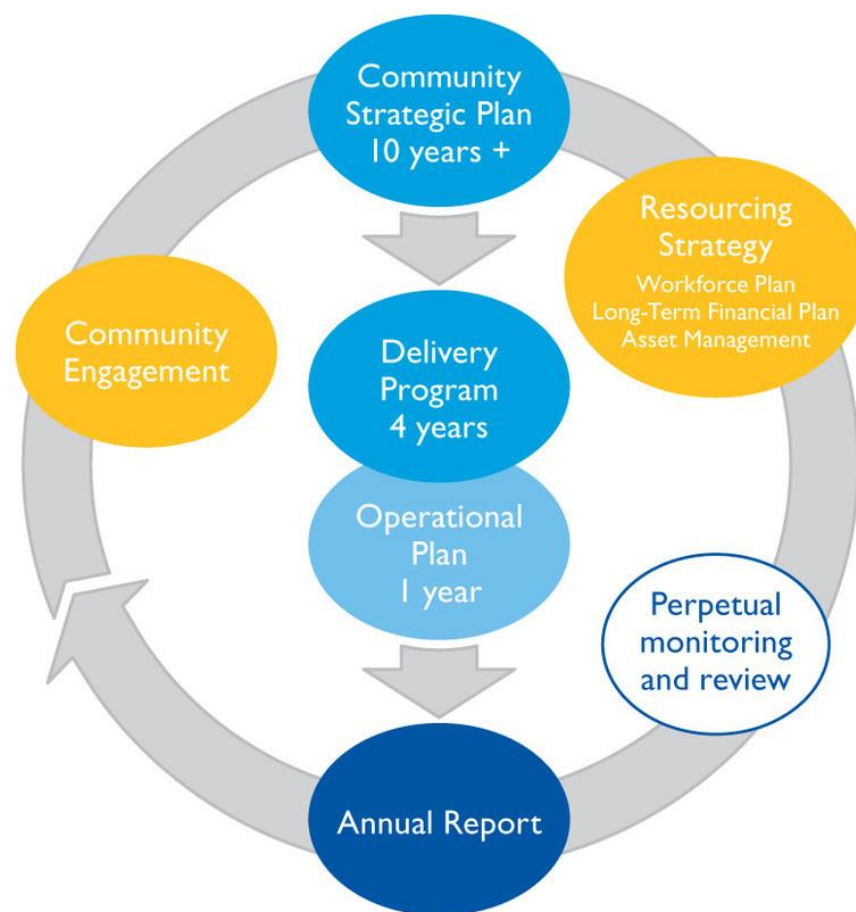 Community
Strategic Plan
10 years +
Resourcing
Strategy
Workforce Plan
Long-Term Financial Plan
Asset Management
Community
Engagement
Delivery
Program
4 years
Operational
Plan
1 year
Perpetual
monitoring
and review
Annual Report